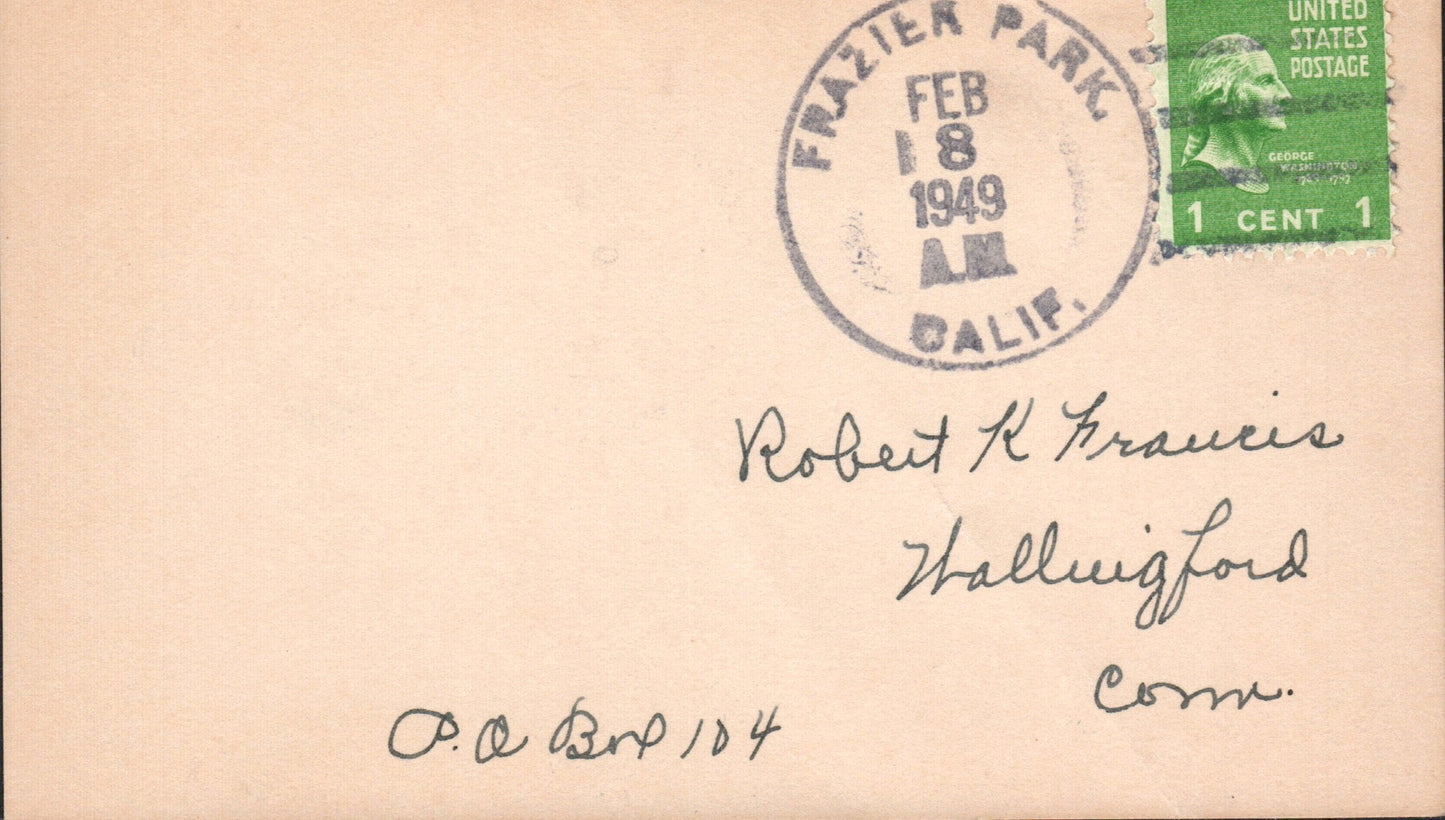 FRAZIER PARK,
FEB
18
1949
A.M.
CALIF.
UNITED
STATES
POSTAGE
GEORGE
WASHINGTON
1 CENT 1
Robert K Francis
Wallingford
Conn.
P.O Box 104